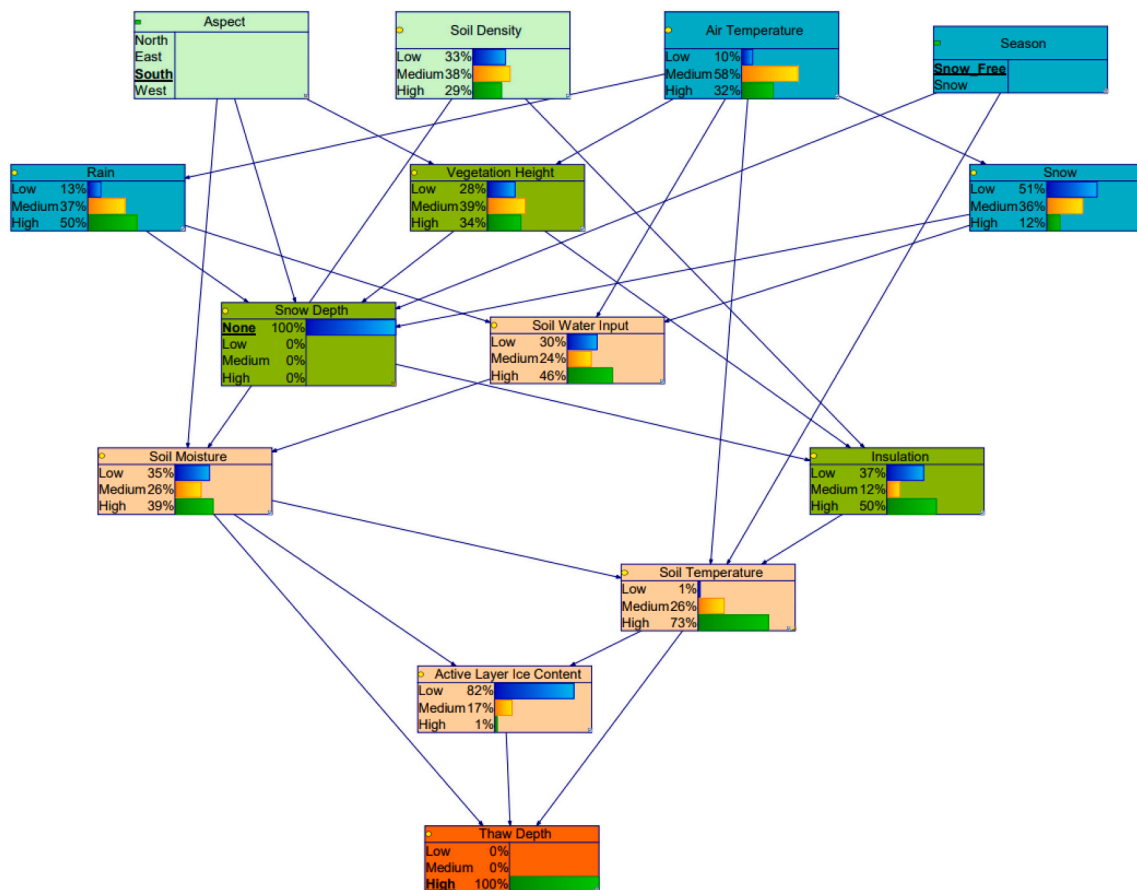 Aspect
North
East
South
West
Soil Density
Low 33%
Medium 38%
High 29%
Air Temperature
Low 10%
Medium 58%
High 32%
Season
Snow_Free
Snow
Rain
Low 13%
Medium 37%
High 50%
Vegetation Height
Low 28%
Medium 39%
High 34%
Snow
Low 51%
Medium 36%
High 12%
Snow Depth
None 100%
Low 0%
Medium 0%
High 0%
Soil Water Input
Low 30%
Medium 24%
High 46%
Soil Moisture
Low 35%
Medium 26%
High 39%
Insulation
Low 37%
Medium 12%
High 50%
Soil Temperature
Low 1%
Medium 26%
High 73%
Active Layer Ice Content
Low 82%
Medium 17%
High 1%
Thaw Depth
Low 0%
Medium 0%
High 100%